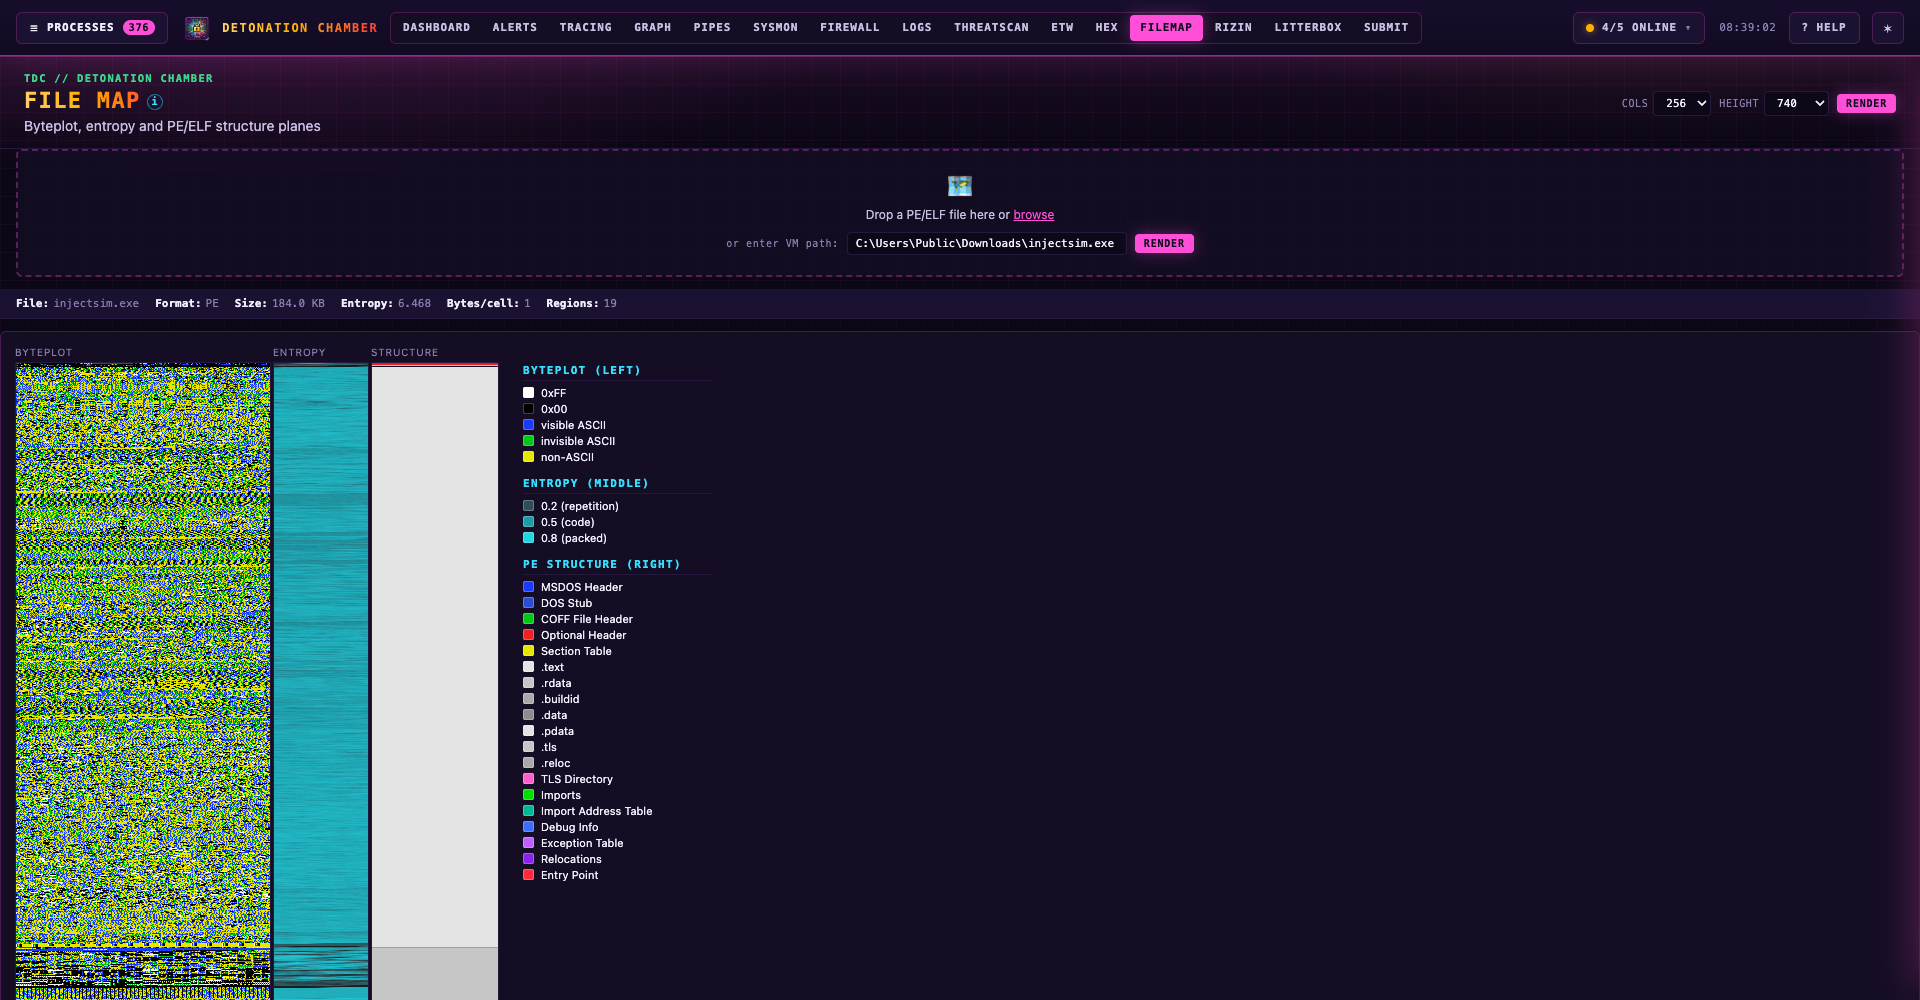 ≡ PROCESSES 376
DETONATION CHAMBER
DASHBOARD ALERTS TRACING GRAPH PIPES SYSMON FIREWALL LOGS THREATSCAN ETW HEX FILEMAP RIZIN LITTERBOX SUBMIT
4/5 ONLINE ▾ 08:39:02 ? HELP
TDC // DETONATION CHAMBER
FILE MAP i
Byteplot, entropy and PE/ELF structure planes
COLS 256 HEIGHT 740 RENDER
Drop a PE/ELF file here or browse
or enter VM path: C:\Users\Public\Downloads\injectsim.exe RENDER
File: injectsim.exe Format: PE Size: 184.0 KB Entropy: 6.468 Bytes/cell: 1 Regions: 19
BYTEPLOT ENTROPY STRUCTURE
BYTEPLOT (LEFT)
0xFF
0x00
visible ASCII
invisible ASCII
non-ASCII
ENTROPY (MIDDLE)
0.2 (repetition)
0.5 (code)
0.8 (packed)
PE STRUCTURE (RIGHT)
MSDOS Header
DOS Stub
COFF File Header
Optional Header
Section Table
.text
.rdata
.buildid
.data
.pdata
.tls
.reloc
TLS Directory
Imports
Import Address Table
Debug Info
Exception Table
Relocations
Entry Point